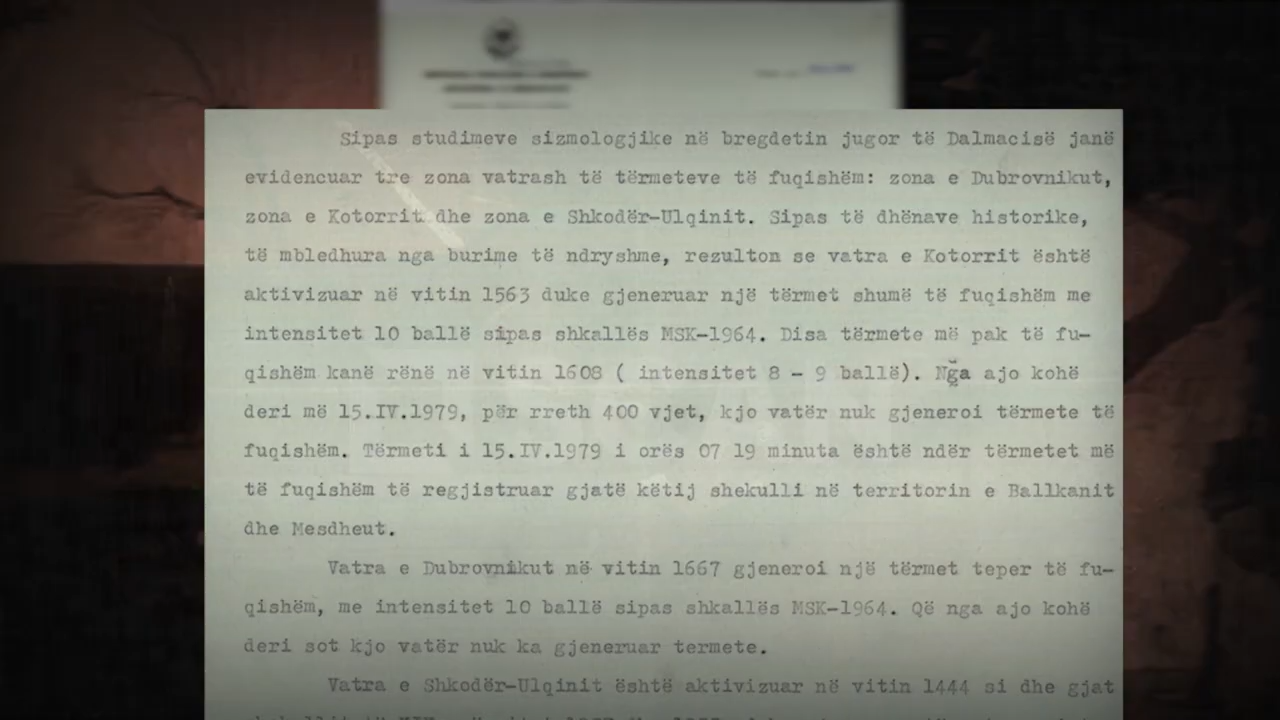 Sipas studimeve sizmologjike në bregdetin jugor të Dalmacisë janë
evidencuar tre zona vatrash të tërmeteve të fuqishëm: zona e Dubrovnikut,
zona e Kotorrit dhe zona e Shkodër-Ulqinit. Sipas të dhënave historike,
të mbledhura nga burime të ndryshme, rezulton se vatra e Kotorrit është
aktivizuar në vitin 1563 duke gjeneruar një tërmet shumë të fuqishëm me
intensitet 10 ballë sipas shkallës MSK-1964. Disa tërmete më pak të fu-
qishëm kanë rënë në vitin 1608 ( intensitet 8 - 9 ballë). Nga ajo kohë
deri më 15.IV.1979, për rreth 400 vjet, kjo vatër nuk gjeneroi tërmete të
fuqishëm. Tërmeti i 15.IV.1979 i orës 07 19 minuta është ndër tërmetet më
të fuqishëm të regjistruar gjatë këtij shekulli në territorin e Ballkanit
dhe Mesdheut.
Vatra e Dubrovnikut në vitin 1667 gjeneroi një tërmet teper të fu-
qishëm, me intensitet 10 ballë sipas shkallës MSK-1964. Që nga ajo kohë
deri sot kjo vatër nuk ka gjeneruar termete.
Vatra e Shkodër-Ulqinit është aktivizuar në vitin 1444 si dhe gjat